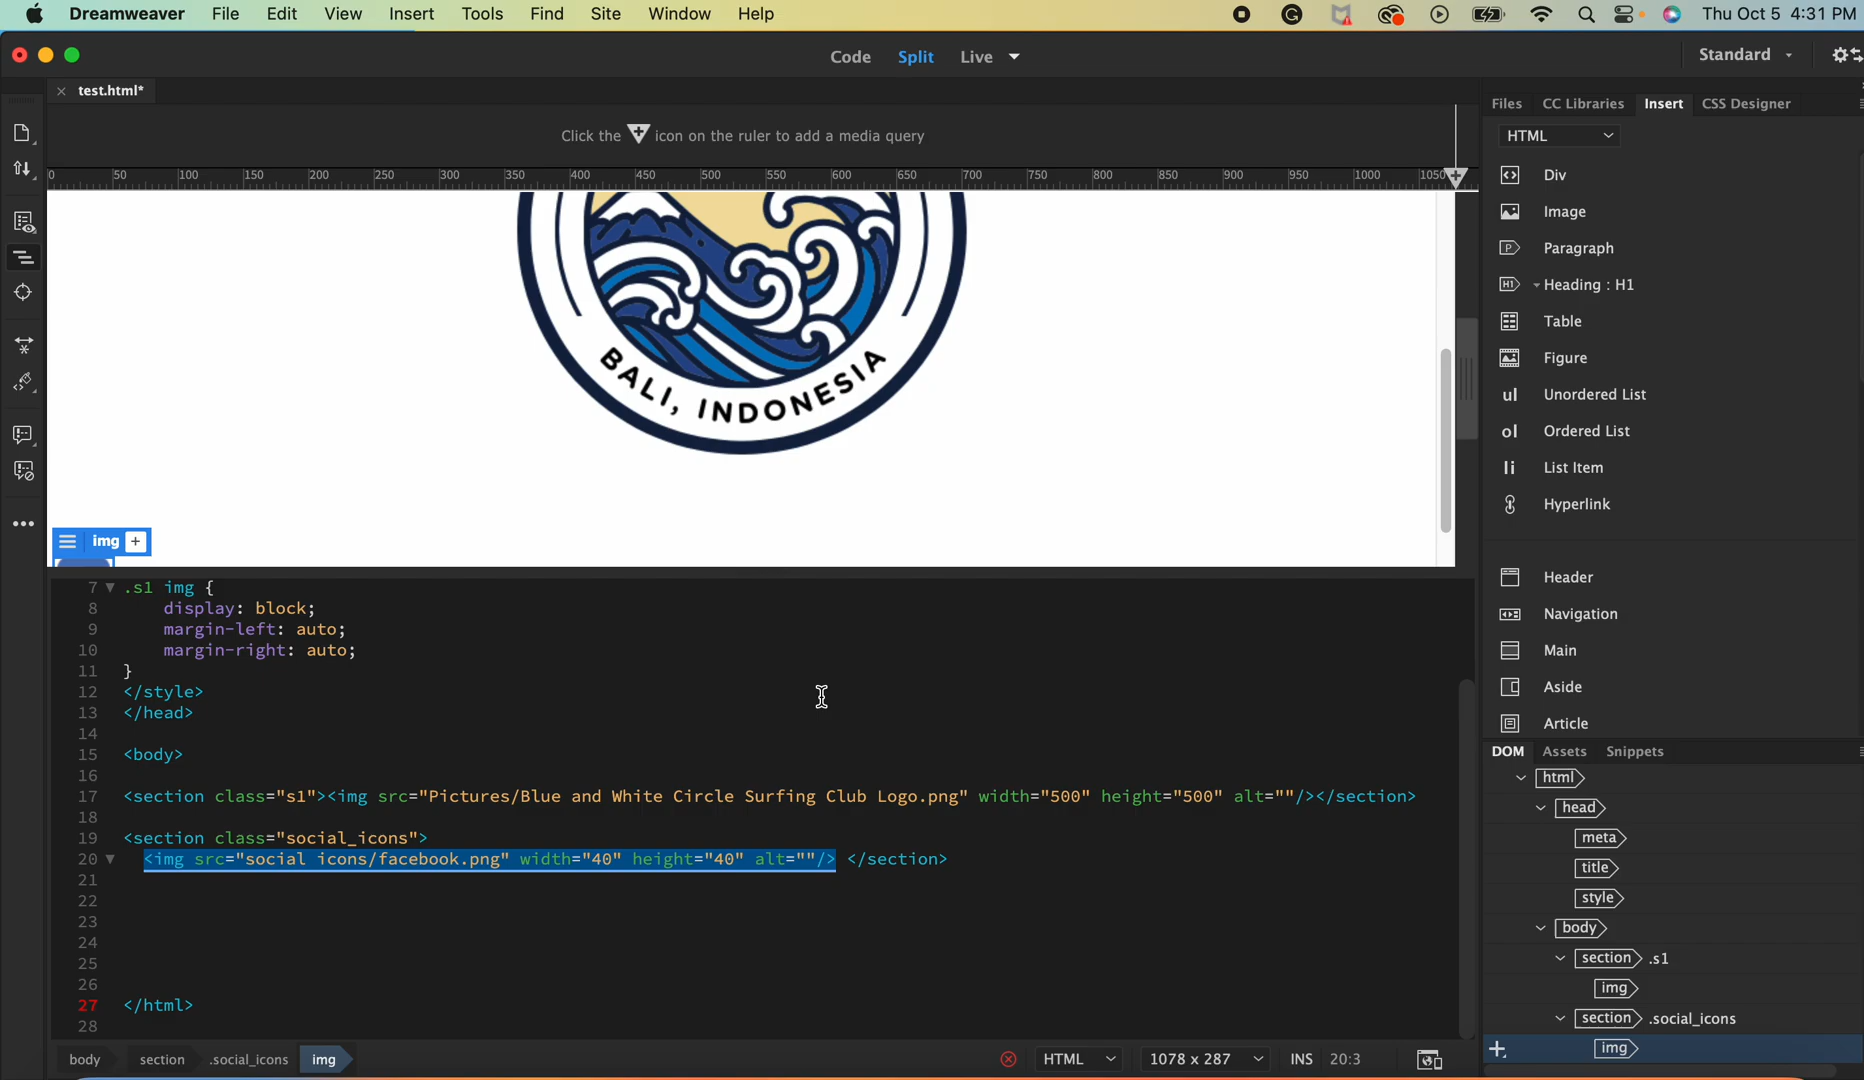 Dreamweaver File Edit View Insert Tools Find Site Window Help Thu Oct 5 4:31 PM
Code Split Live Standard
test.html*
Files CC Libraries Insert CSS Designer
Click the icon on the ruler to add a media query
HTML
0 50 100 150 200 250 300 350 400 450 500 550 600 650 700 750 800 850 900 950 1000 1050
Div
Image
Paragraph
H1 Heading : H1
Table
Figure
ul Unordered List
ol Ordered List
li List Item
Hyperlink
Header
Navigation
Main
Aside
Article
BALI, INDONESIA
img +
7 .s1 img {
8 display: block;
9 margin-left: auto;
10 margin-right: auto;
11 }
12 </style>
13 </head>
14
15 <body>
16
17 <section class="s1"><img src="Pictures/Blue and White Circle Surfing Club Logo.png" width="500" height="500" alt=""/></section>
18
19 <section class="social_icons">
20 <img src="social icons/facebook.png" width="40" height="40" alt=""/> </section>
21
22
23
24
25
26
27 </html>
28
DOM Assets Snippets
html
head
meta
title
style
body
section .s1
img
section .social_icons
img
body section .social_icons img HTML 1078 x 287 INS 20:3